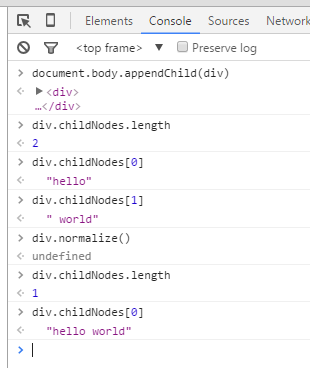 Elements Console Sources Network
<top frame> Preserve log
document.body.appendChild(div)
<div>
…</div>
div.childNodes.length
2
div.childNodes[0]
"hello"
div.childNodes[1]
" world"
div.normalize()
undefined
div.childNodes.length
1
div.childNodes[0]
"hello world"